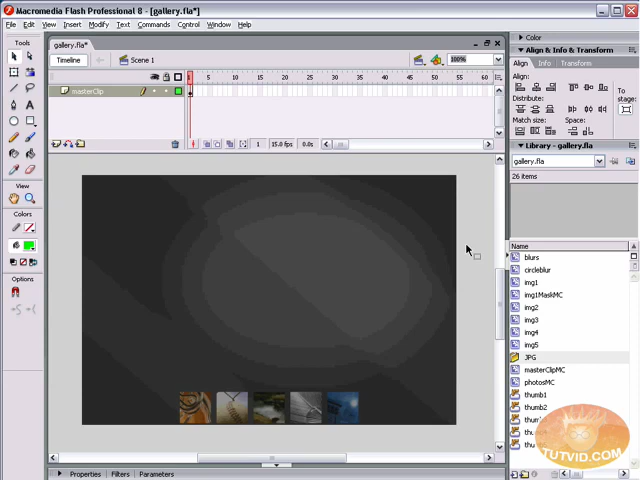 Macromedia Flash Professional 8 - [gallery.fla*]
File Edit View Insert Modify Text Commands Control Window Help
Tools
View
Colors
Options
gallery.fla*
Timeline
Scene 1
100%
masterClip
1 5 10 15 20 25 30 35 40 45 50 55 60
1 15.0 fps 0.0s
Properties Filters Parameters
Color
Align & Info & Transform
Align Info Transform
Align:
Distribute:
Match size: Space:
To stage:
Library - gallery.fla
gallery.fla
26 items
Name
blurs
circleblur
img1
img1MaskMC
img2
img3
img4
img5
JPG
masterClipMC
photosMC
thumb1
thumb2
TUTVID.COM